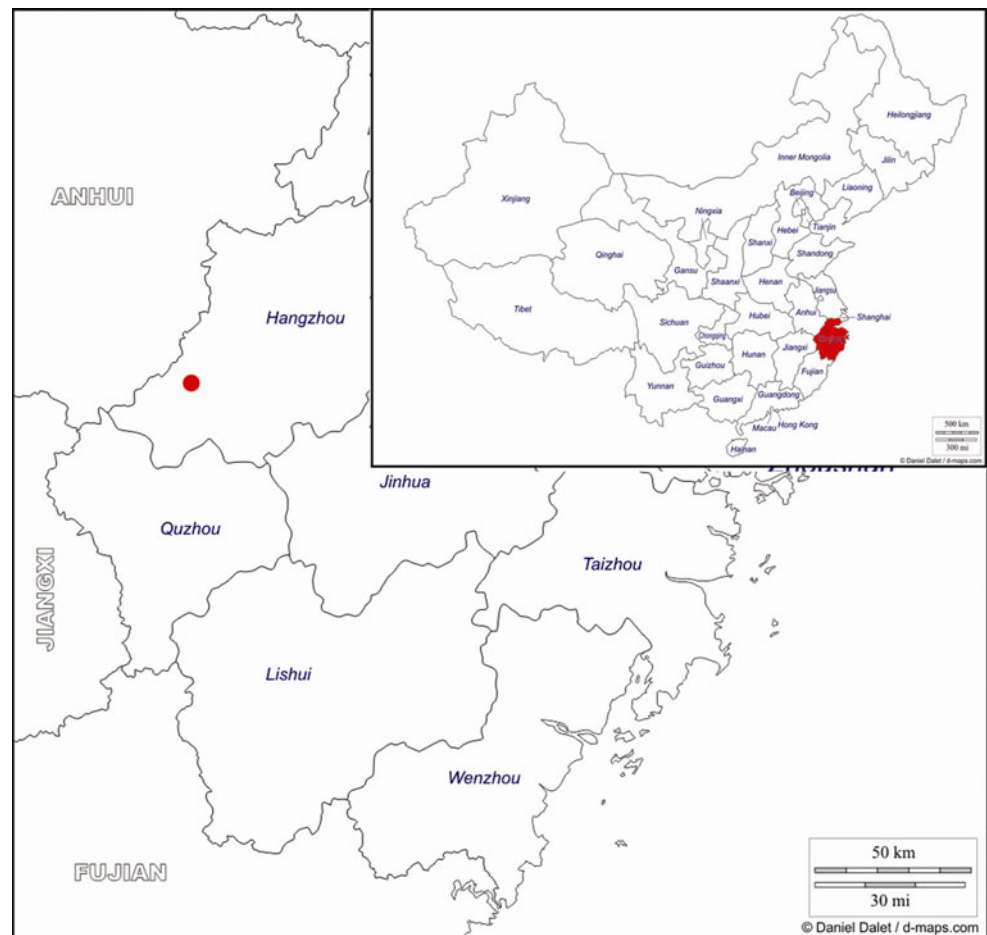 ANHUI
Hangzhou
Quzhou
Jinhua
JIANGXI
Taizhou
Lishui
Wenzhou
FUJIAN
50 km
30 mi
© Daniel Dalet / d-maps.com
Heilongjiang
Jilin
Inner Mongolia
Liaoning
Beijing
Xinjiang
Ningxia
Hebei
Tianjin
Shanxi
Shandong
Qinghai
Gansu
Shaanxi
Henan
Jiangsu
Tibet
Anhui
Shanghai
Sichuan
Hubei
Chongqing
Hunan
Jiangxi
Guizhou
Fujian
Yunnan
Guangxi
Guangdong
Hong Kong
Macau
Hainan
500 km
300 mi
© Daniel Dalet / d-maps.com